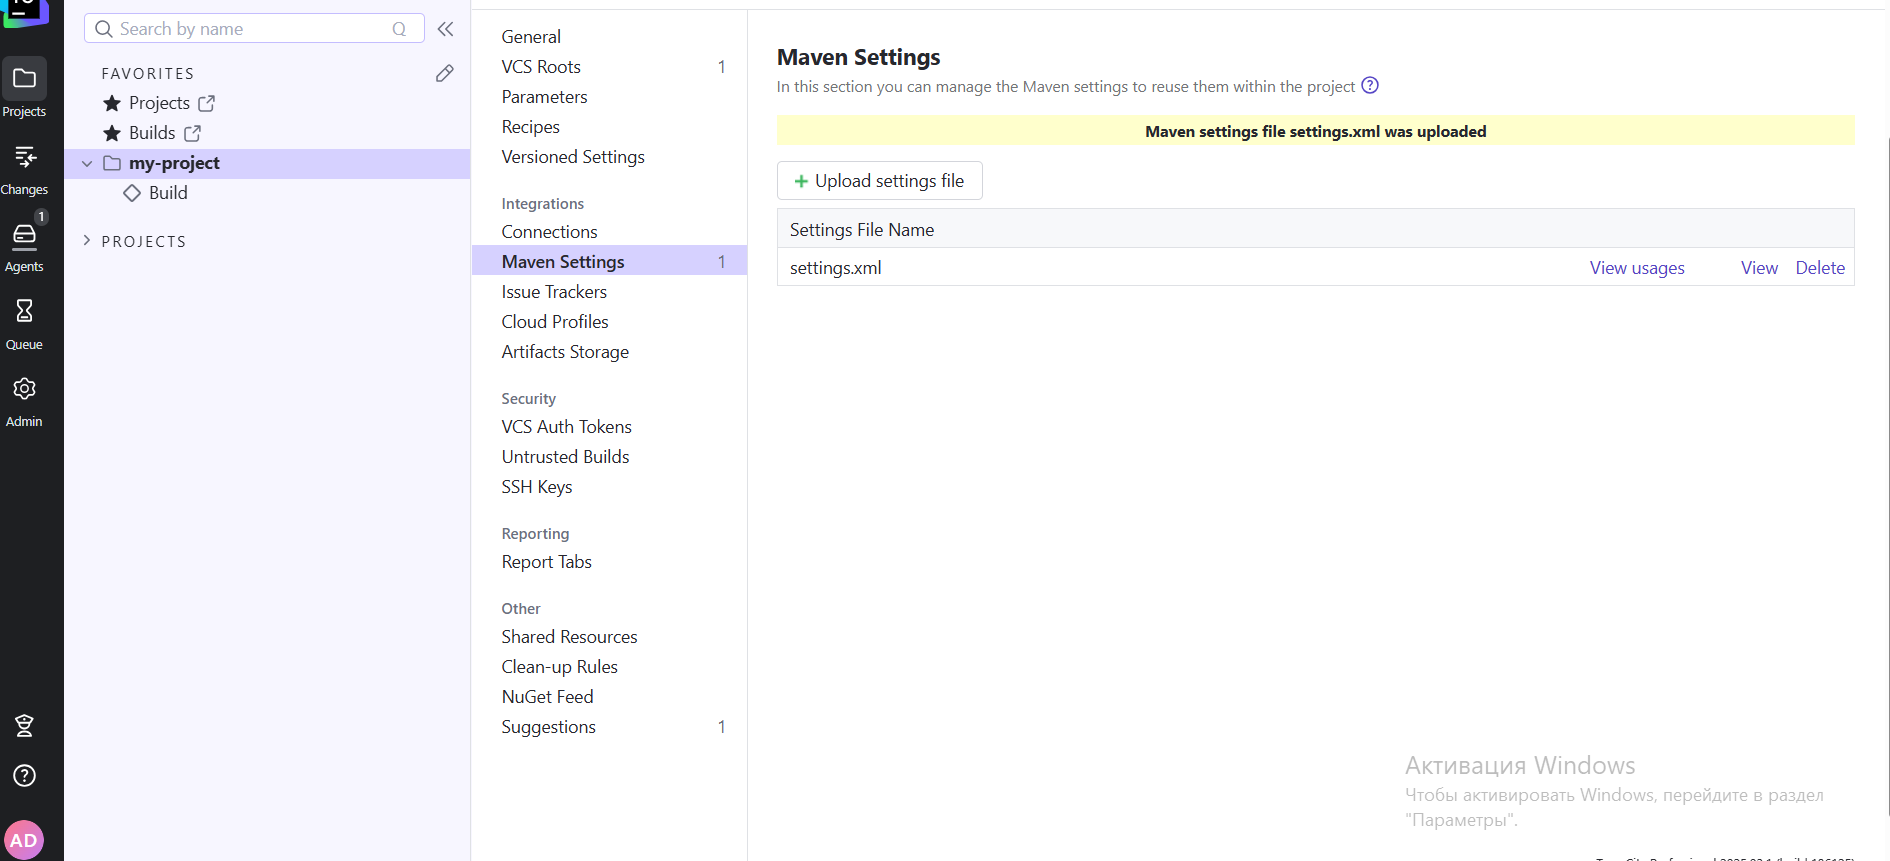 Search by name Q
FAVORITES
Projects
Builds
my-project
Build
PROJECTS
Projects
Changes
1
Agents
Queue
Admin
AD
General
VCS Roots 1
Parameters
Recipes
Versioned Settings
Integrations
Connections
Maven Settings 1
Issue Trackers
Cloud Profiles
Artifacts Storage
Security
VCS Auth Tokens
Untrusted Builds
SSH Keys
Reporting
Report Tabs
Other
Shared Resources
Clean-up Rules
NuGet Feed
Suggestions 1
Maven Settings
In this section you can manage the Maven settings to reuse them within the project ?
Maven settings file settings.xml was uploaded
+ Upload settings file
Settings File Name
settings.xml View usages View Delete
Активация Windows
Чтобы активировать Windows, перейдите в раздел
"Параметры".